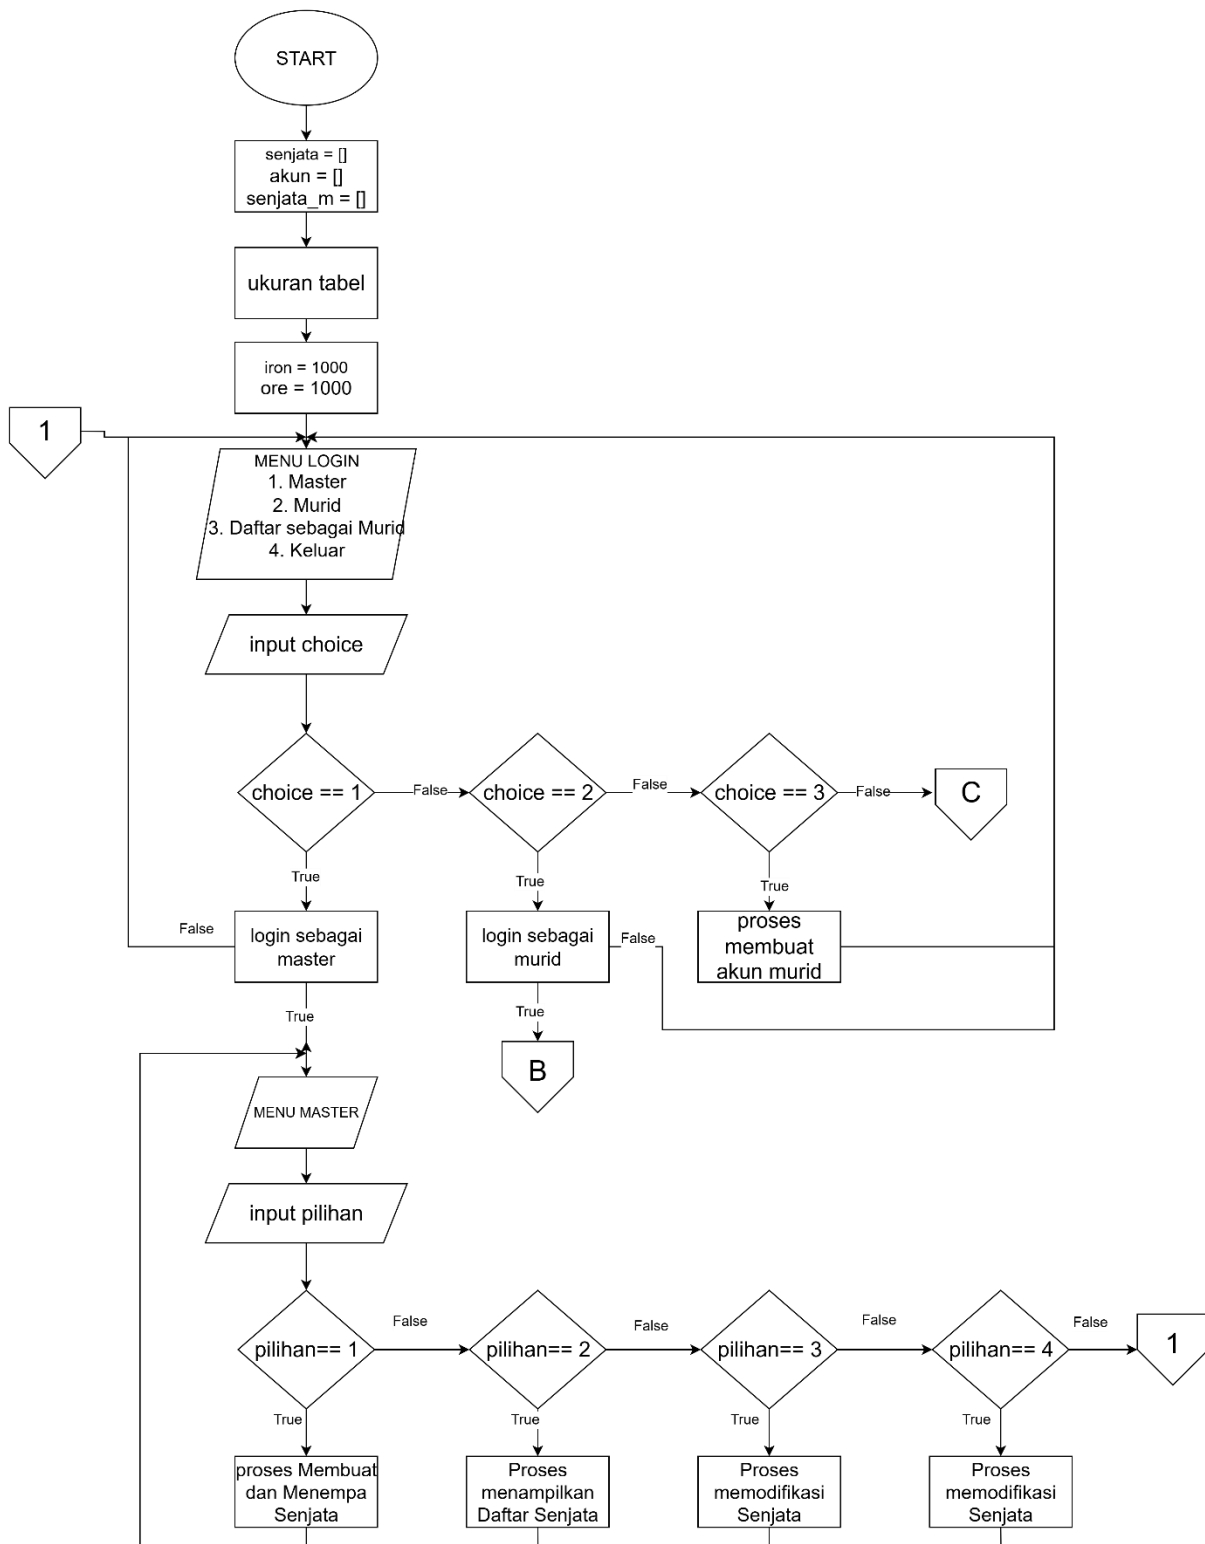 START
senjata = []
akun = []
senjata_m = []
ukuran tabel
iron = 1000
ore = 1000
1
MENU LOGIN
1. Master
2. Murid
3. Daftar sebagai Murid
4. Keluar
input choice
choice == 1
False
choice == 2
False
choice == 3
False
C
True
True
True
False
login sebagai
master
login sebagai
murid
False
proses
membuat
akun murid
True
True
B
MENU MASTER
input pilihan
pilihan== 1
False
pilihan== 2
False
pilihan== 3
False
pilihan== 4
False
1
True
True
True
True
proses Membuat
dan Menempa
Senjata
Proses
menampilkan
Daftar Senjata
Proses
memodifikasi
Senjata
Proses
memodifikasi
Senjata